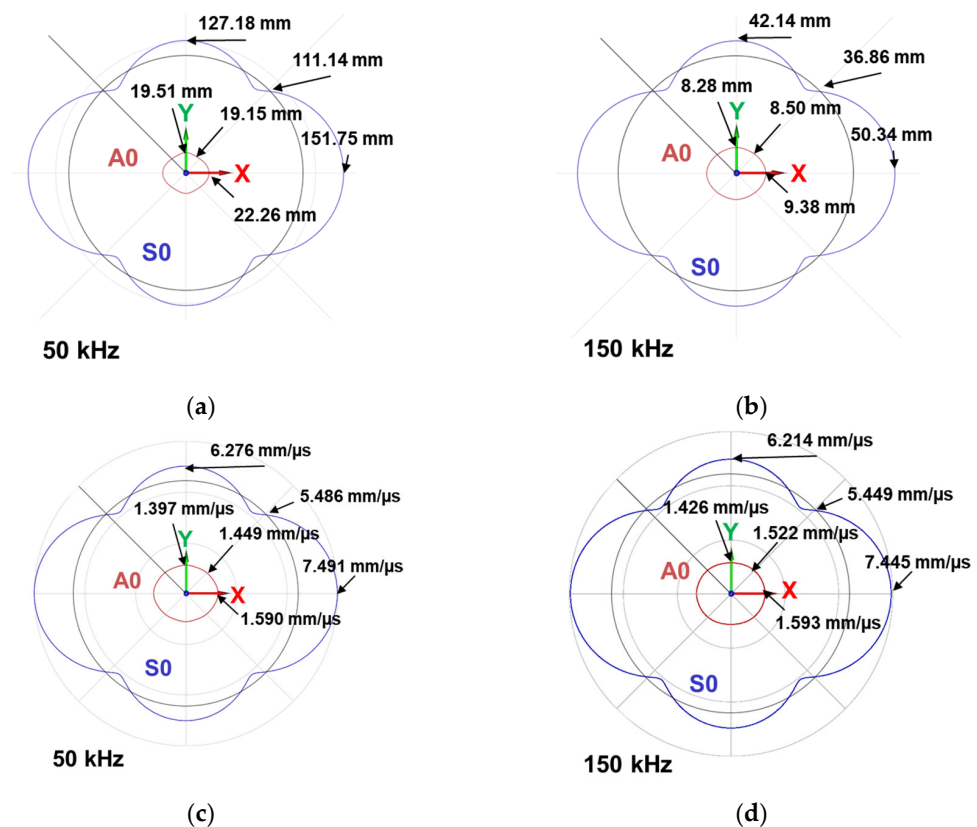 127.18 mm
111.14 mm
19.51 mm
Y
19.15 mm
151.75 mm
A0
X
22.26 mm
S0
50 kHz
(a)
42.14 mm
36.86 mm
8.28 mm
Y
8.50 mm
50.34 mm
A0
X
9.38 mm
S0
150 kHz
(b)
6.276 mm/µs
5.486 mm/µs
1.397 mm/µs
Y
1.449 mm/µs
7.491 mm/µs
A0
X
1.590 mm/µs
S0
50 kHz
(c)
6.214 mm/µs
5.449 mm/µs
1.426 mm/µs
Y
1.522 mm/µs
7.445 mm/µs
A0
X
1.593 mm/µs
S0
150 kHz
(d)